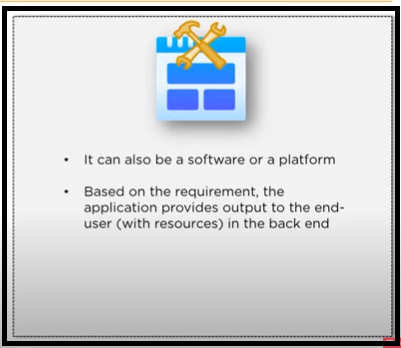 • It can also be a software or a platform
• Based on the requirement, the
application provides output to the end-
user (with resources) in the back end